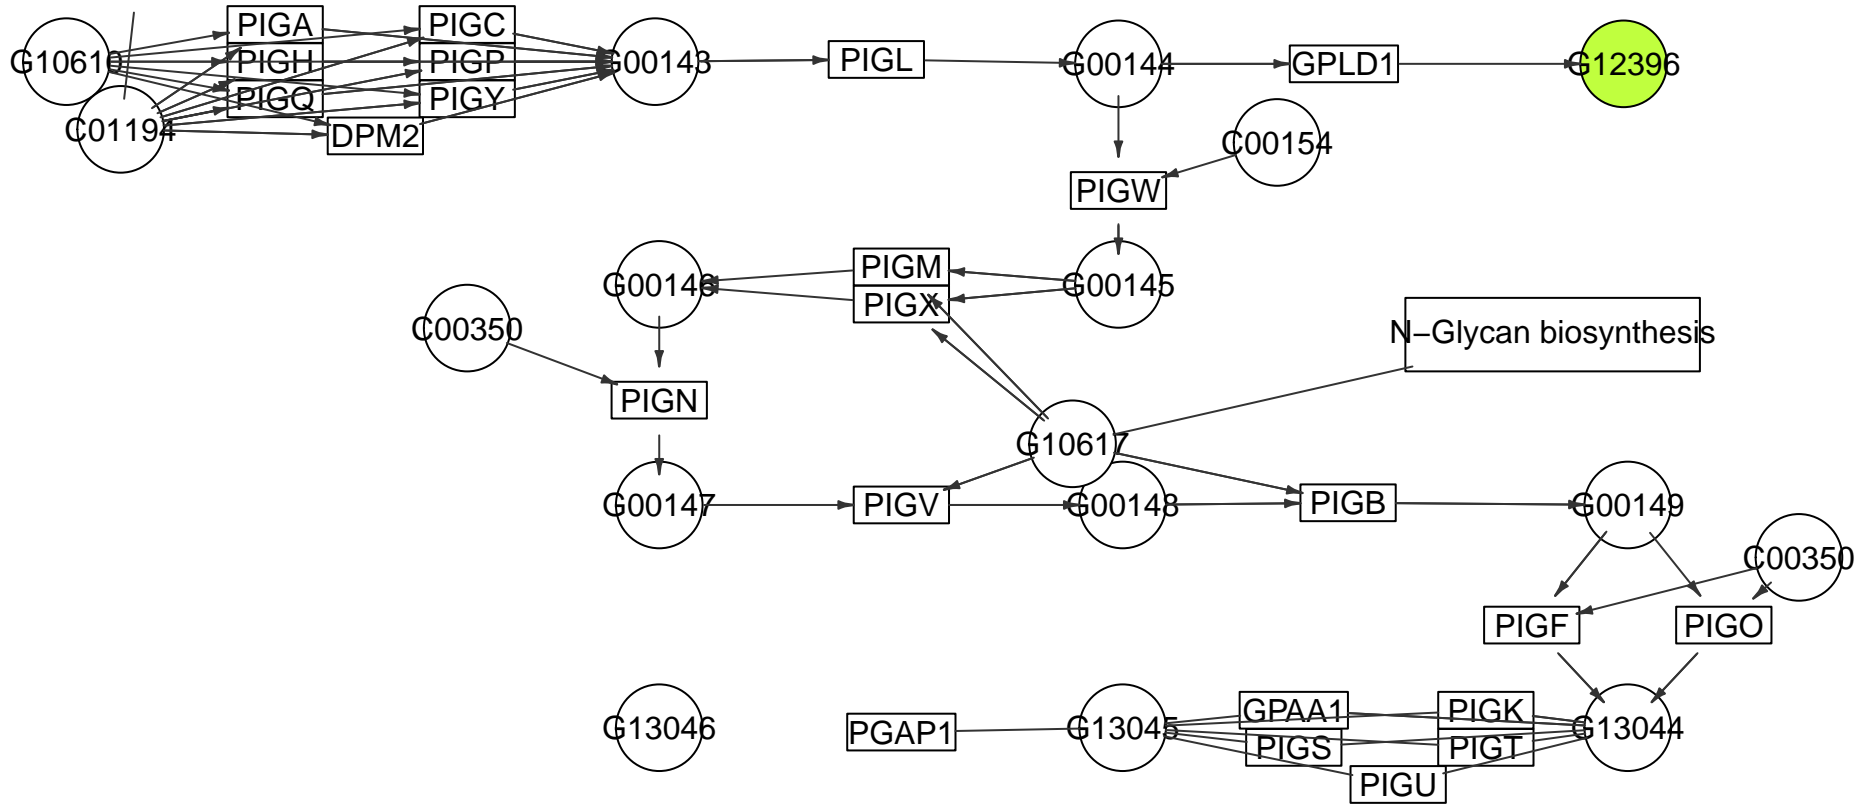 PIGA
PIGC
G10610
PIGH
PIGP
G00143
PIGL
G00144
GPLD1
G12396
PIGQ
PIGY
C01194
DPM2
C00154
PIGW
PIGM
G00146
G00145
PIGX
C00350
N−Glycan biosynthesis
PIGN
G10617
G00147
PIGV
G00148
PIGB
G00149
C00350
PIGF
PIGO
GPAA1
PIGK
G13046
PGAP1
G13045
G13044
PIGS
PIGT
PIGU